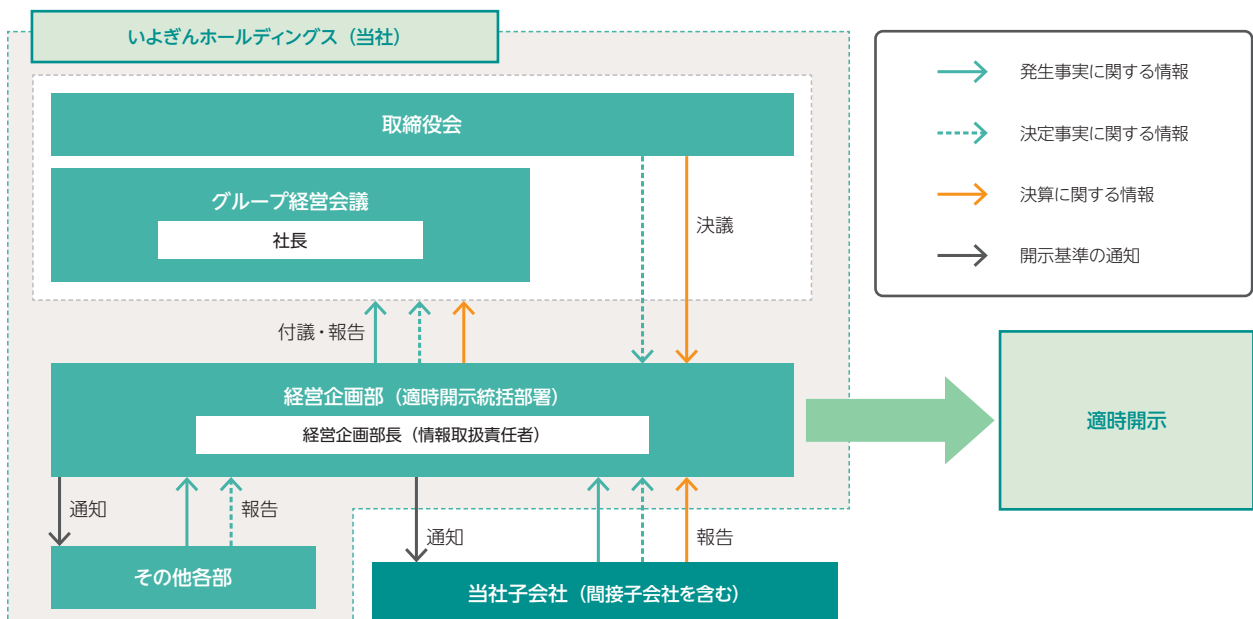 いよぎんホールディングス（当社）
取締役会
グループ経営会議
社長
決議
付議・報告
経営企画部（適時開示統括部署）
経営企画部長（情報取扱責任者）
通知
報告
通知
報告
その他各部
当社子会社（間接子会社を含む）
発生事実に関する情報
決定事実に関する情報
決算に関する情報
開示基準の通知
適時開示